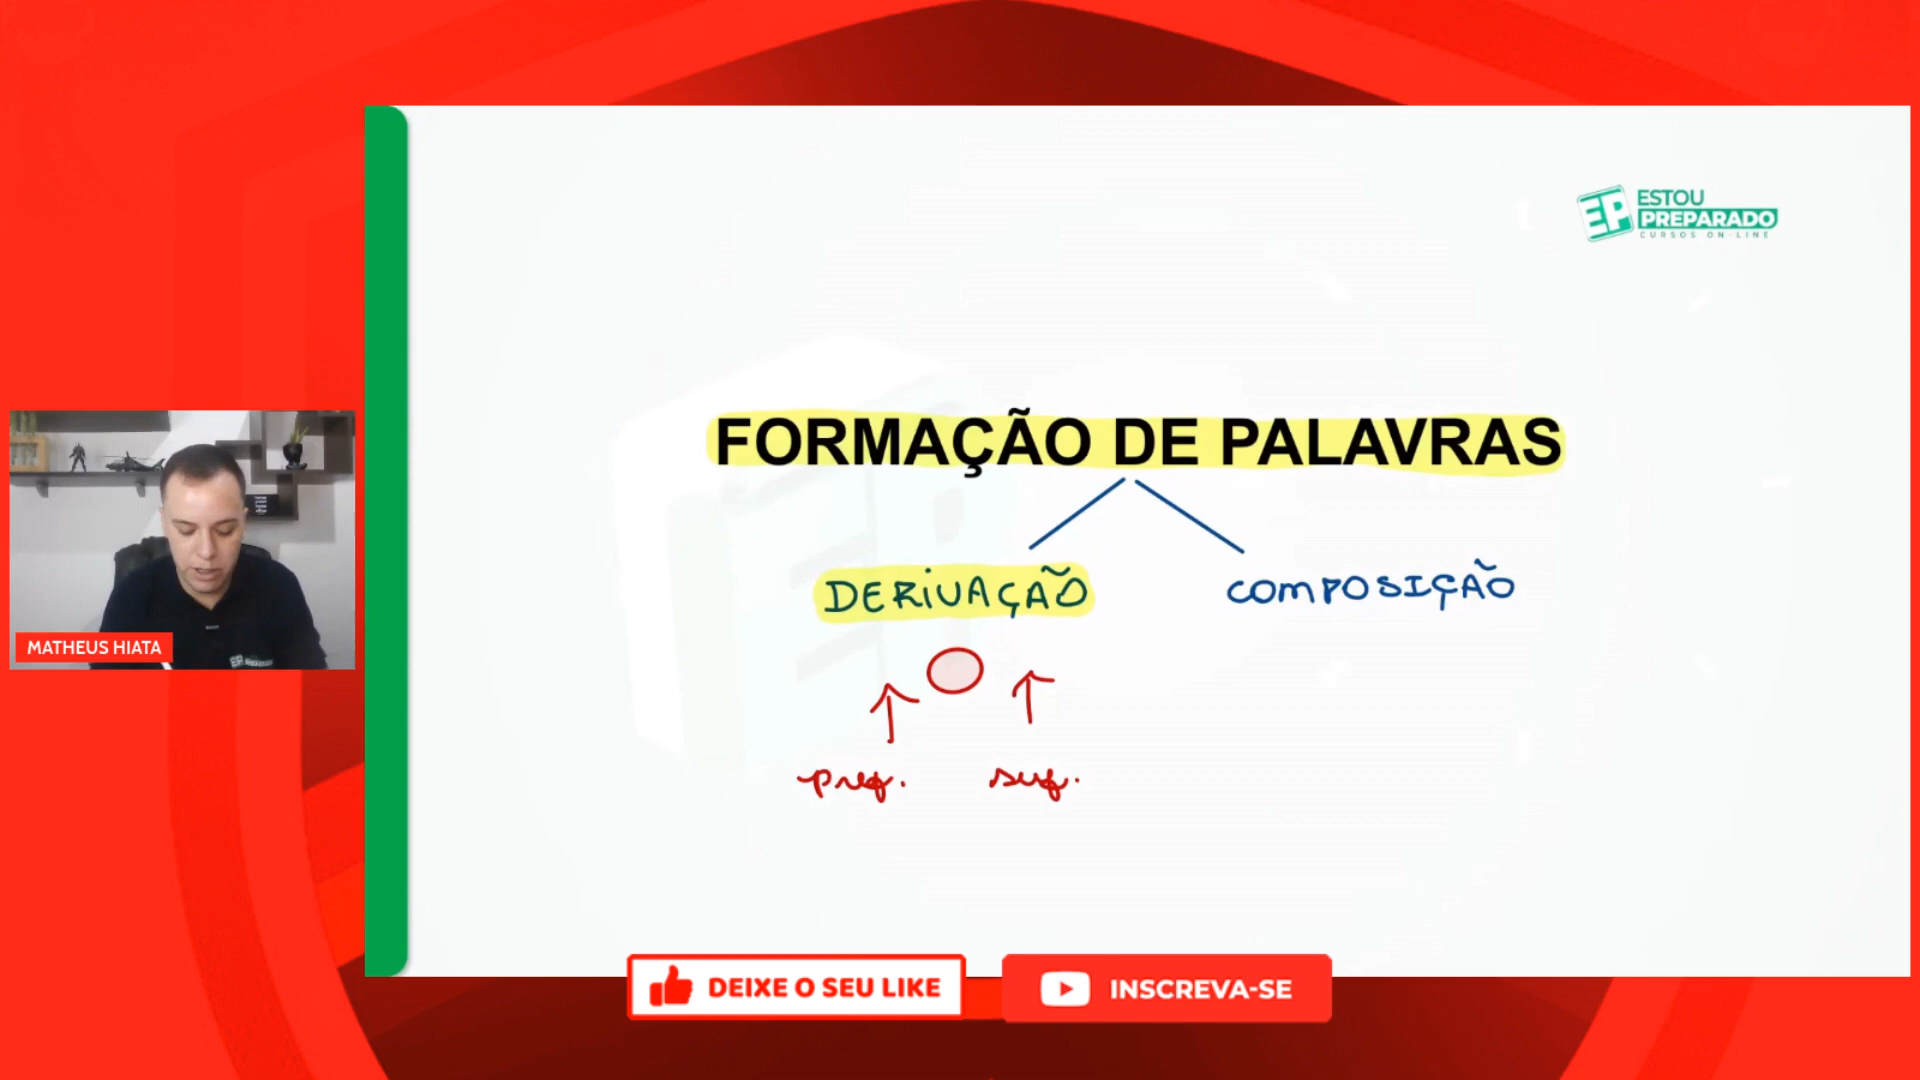 ESTOU
PREPARADO
CURSOS ON-LINE
FORMAÇÃO DE PALAVRAS
DERIVAÇÃO
COMPOSIÇÃO
pref.
suf.
MATHEUS HIATA
DEIXE O SEU LIKE
INSCREVA-SE